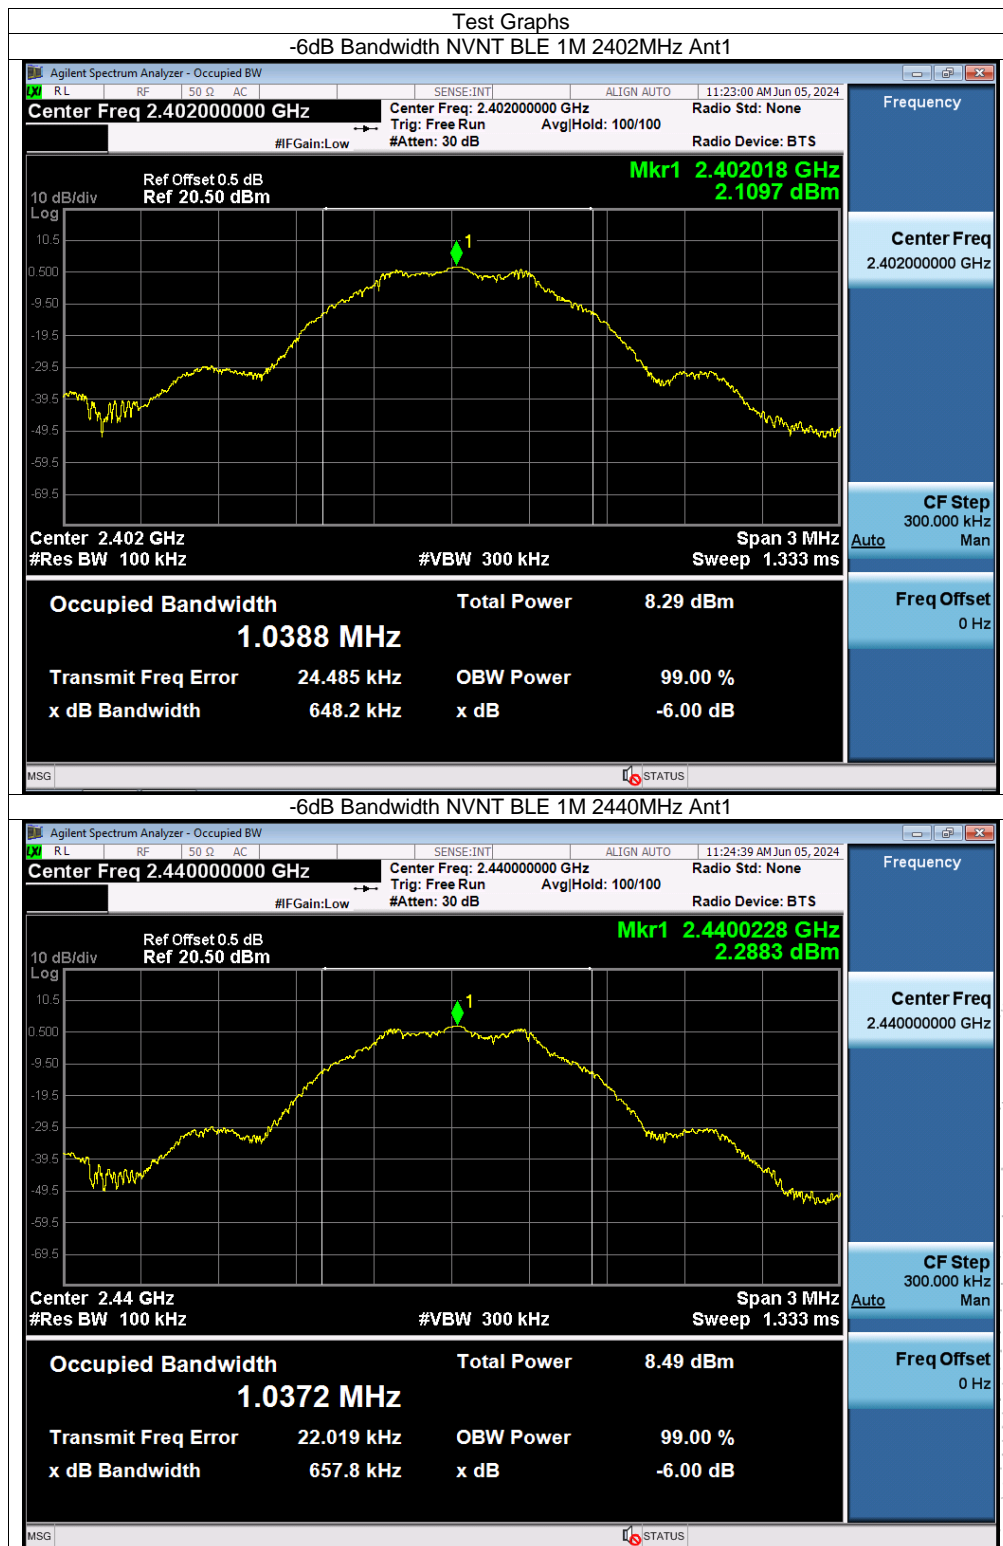 Test Graphs
-6dB Bandwidth NVNT BLE 1M 2402MHz Ant1
Agilent Spectrum Analyzer - Occupied BW
LXI RL RF 50 Ω AC SENSE:INT ALIGN AUTO 11:23:00 AM Jun 05, 2024
Center Freq 2.402000000 GHz Center Freq: 2.402000000 GHz Radio Std: None Frequency
Trig: Free Run Avg|Hold: 100/100
#IFGain:Low #Atten: 30 dB Radio Device: BTS
Mkr1 2.402018 GHz
Ref Offset 0.5 dB
2.1097 dBm
10 dB/div Ref 20.50 dBm
Log
1
10.5
Center Freq
2.402000000 GHz
0.500
-9.50
-19.5
-29.5
-39.5
-49.5
-59.5
-69.5
CF Step
300.000 kHz
Auto Man
Center 2.402 GHz Span 3 MHz
#Res BW 100 kHz #VBW 300 kHz Sweep 1.333 ms
Occupied Bandwidth Total Power 8.29 dBm
Freq Offset
0 Hz
1.0388 MHz
Transmit Freq Error 24.485 kHz OBW Power 99.00 %
x dB Bandwidth 648.2 kHz x dB -6.00 dB
MSG STATUS
-6dB Bandwidth NVNT BLE 1M 2440MHz Ant1
Agilent Spectrum Analyzer - Occupied BW
LXI RL RF 50 Ω AC SENSE:INT ALIGN AUTO 11:24:39 AM Jun 05, 2024
Center Freq 2.440000000 GHz Center Freq: 2.440000000 GHz Radio Std: None Frequency
Trig: Free Run Avg|Hold: 100/100
#IFGain:Low #Atten: 30 dB Radio Device: BTS
Mkr1 2.4400228 GHz
Ref Offset 0.5 dB
2.2883 dBm
10 dB/div Ref 20.50 dBm
Log
1
10.5
Center Freq
2.440000000 GHz
0.500
-9.50
-19.5
-29.5
-39.5
-49.5
-59.5
-69.5
CF Step
300.000 kHz
Auto Man
Center 2.44 GHz Span 3 MHz
#Res BW 100 kHz #VBW 300 kHz Sweep 1.333 ms
Occupied Bandwidth Total Power 8.49 dBm
Freq Offset
0 Hz
1.0372 MHz
Transmit Freq Error 22.019 kHz OBW Power 99.00 %
x dB Bandwidth 657.8 kHz x dB -6.00 dB
MSG STATUS